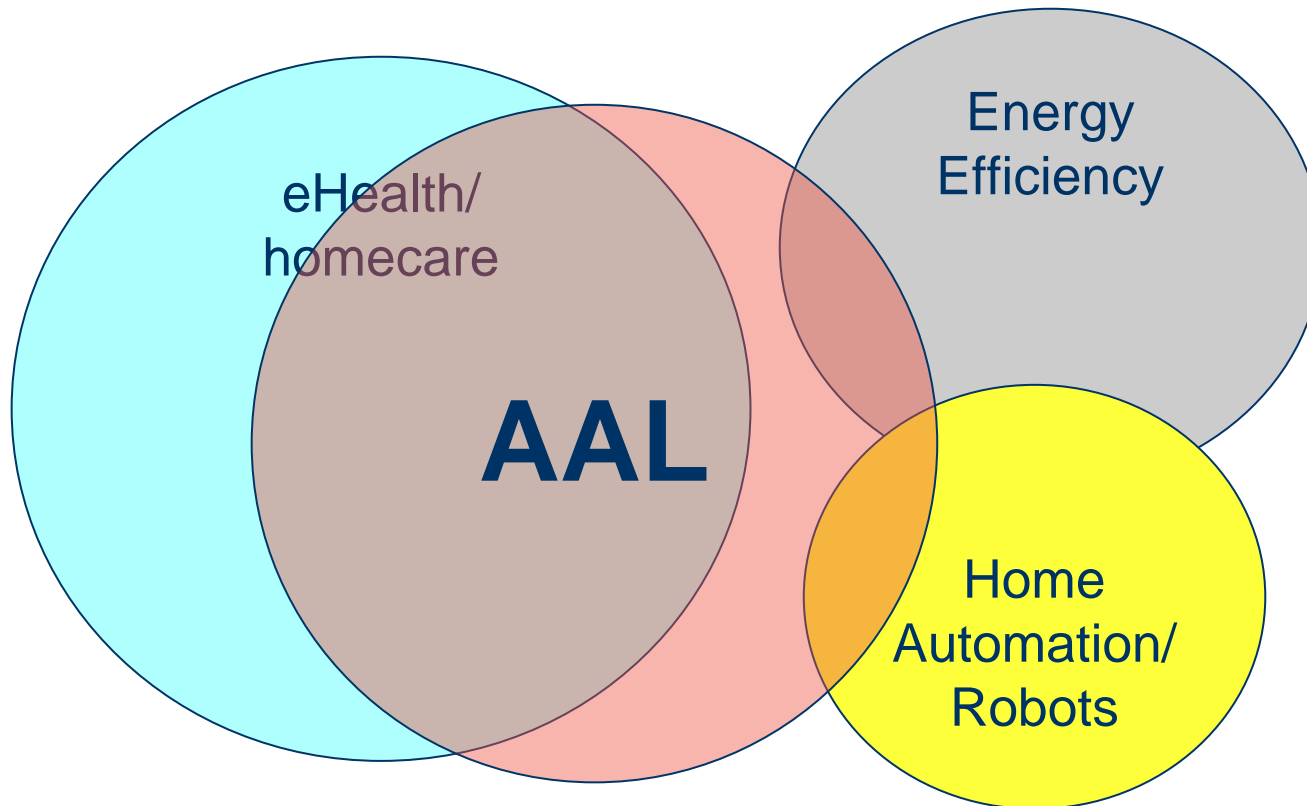 eHealth/
homecare
AAL
Energy
Efficiency
Home
Automation/
Robots